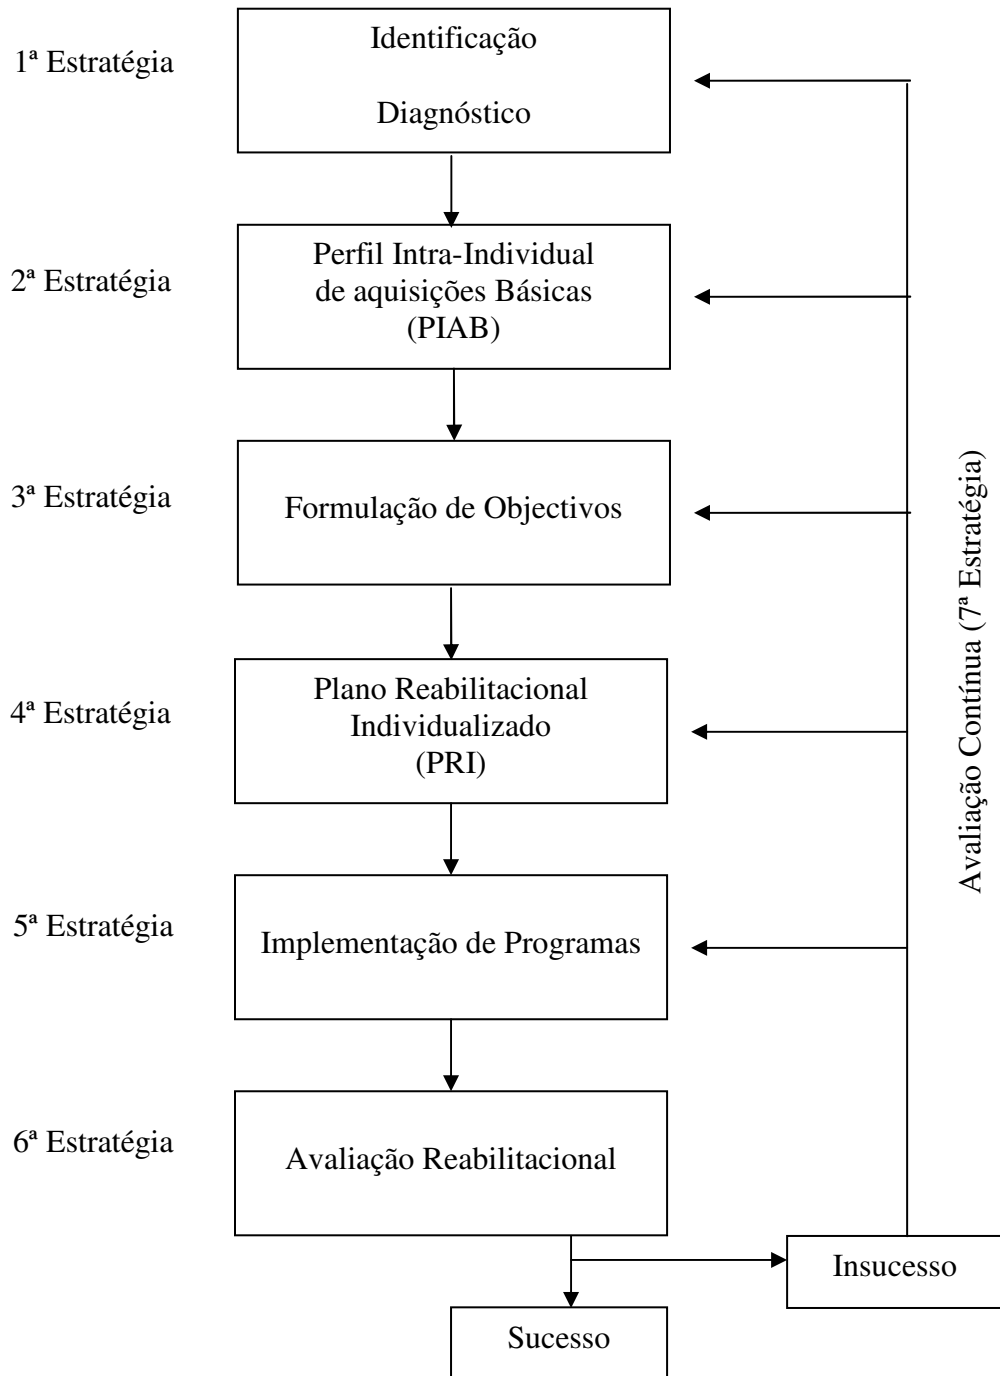 1ª Estratégia
Identificação
Diagnóstico
2ª Estratégia
Perfil Intra-Individual
de aquisições Básicas
(PIAB)
3ª Estratégia
Formulação de Objectivos
4ª Estratégia
Plano Reabilitacional
Individualizado
(PRI)
5ª Estratégia
Implementação de Programas
6ª Estratégia
Avaliação Reabilitacional
Avaliação Contínua (7ª Estratégia)
Insucesso
Sucesso